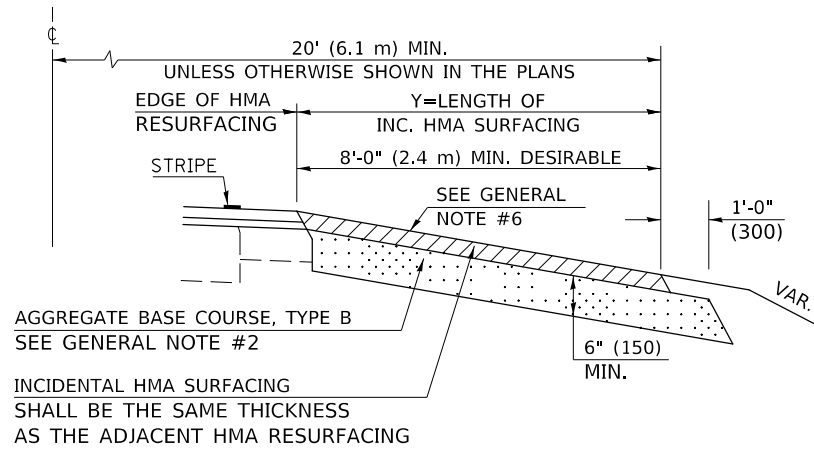 ℄
20' (6.1 m) MIN.
UNLESS OTHERWISE SHOWN IN THE PLANS
EDGE OF HMA
RESURFACING
Y=LENGTH OF
INC. HMA SURFACING
8'-0" (2.4 m) MIN. DESIRABLE
STRIPE
SEE GENERAL
NOTE #6
1'-0"
(300)
VAR.
AGGREGATE BASE COURSE, TYPE B
SEE GENERAL NOTE #2
6" (150)
MIN.
INCIDENTAL HMA SURFACING
SHALL BE THE SAME THICKNESS
AS THE ADJACENT HMA RESURFACING